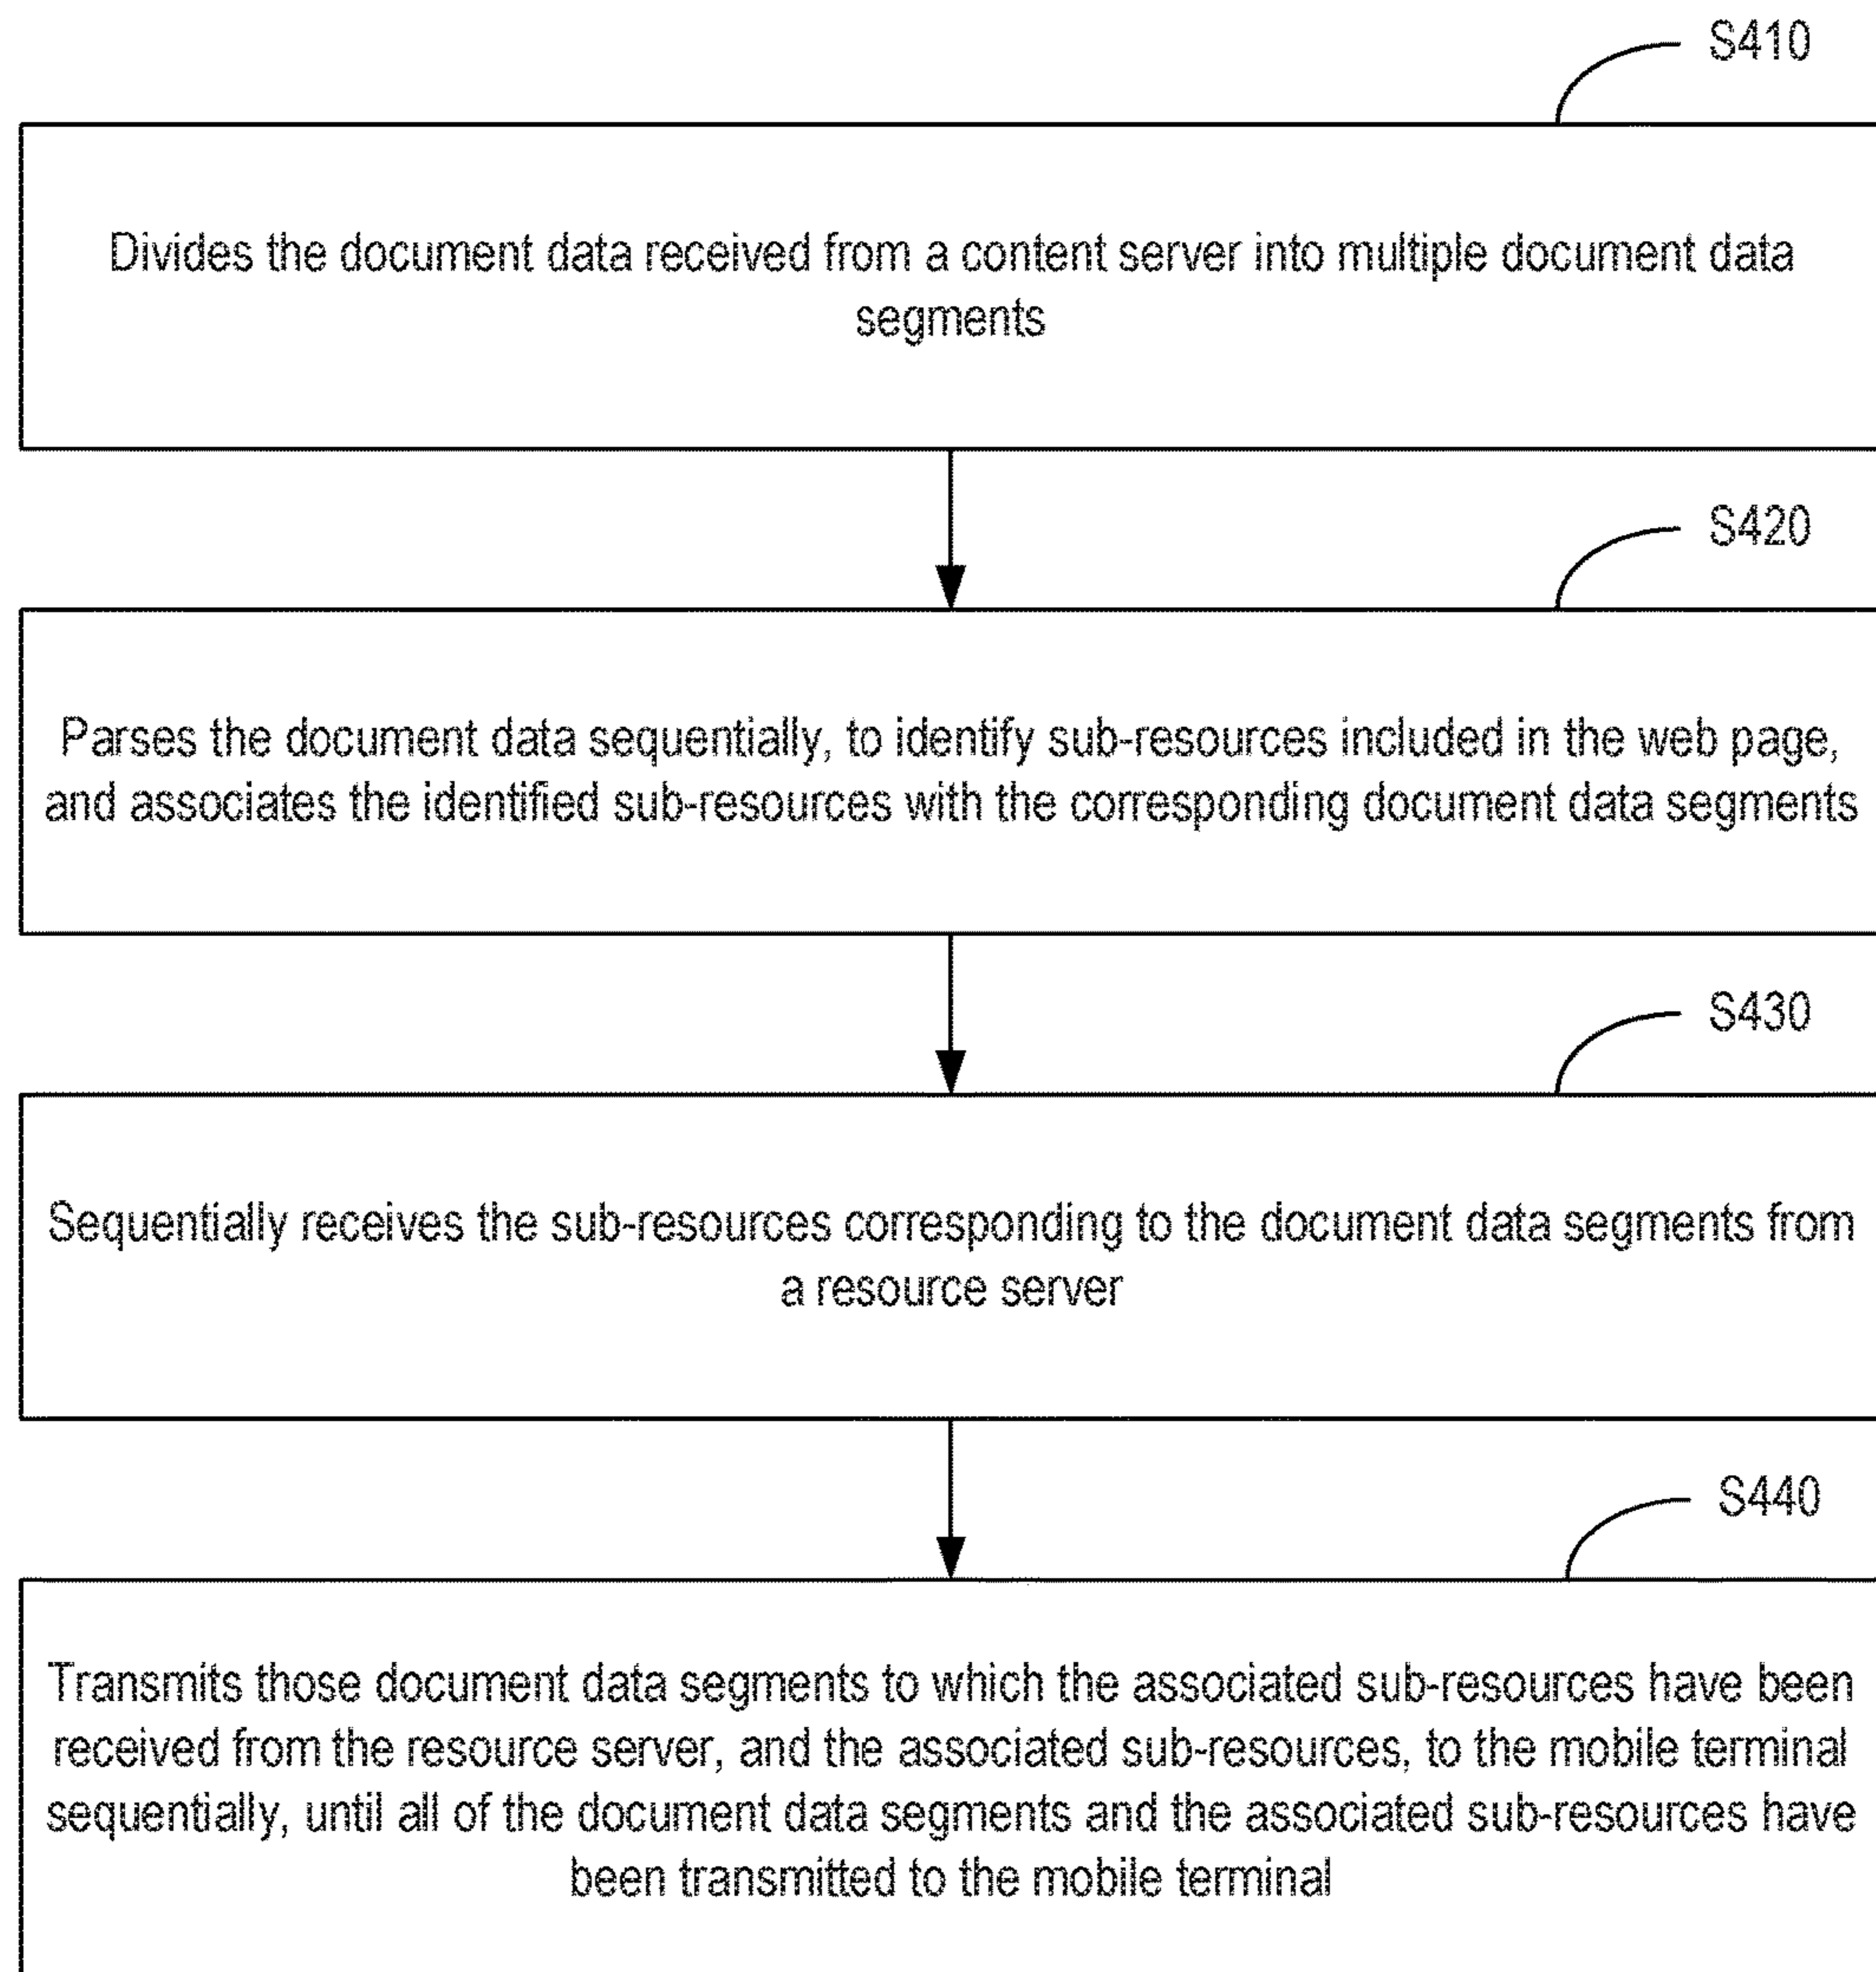 S410
Divides the document data received from a content server into multiple document data
segments
S420
Parses the document data sequentially, to identify sub-resources included in the web page,
and associates the identified sub-resources with the corresponding document data segments
S430
Sequentially receives the sub-resources corresponding to the document data segments from
a resource server
S440
Transmits those document data segments to which the associated sub-resources have been
received from the resource server, and the associated sub-resources, to the mobile terminal
sequentially, until all of the document data segments and the associated sub-resources have
been transmitted to the mobile terminal